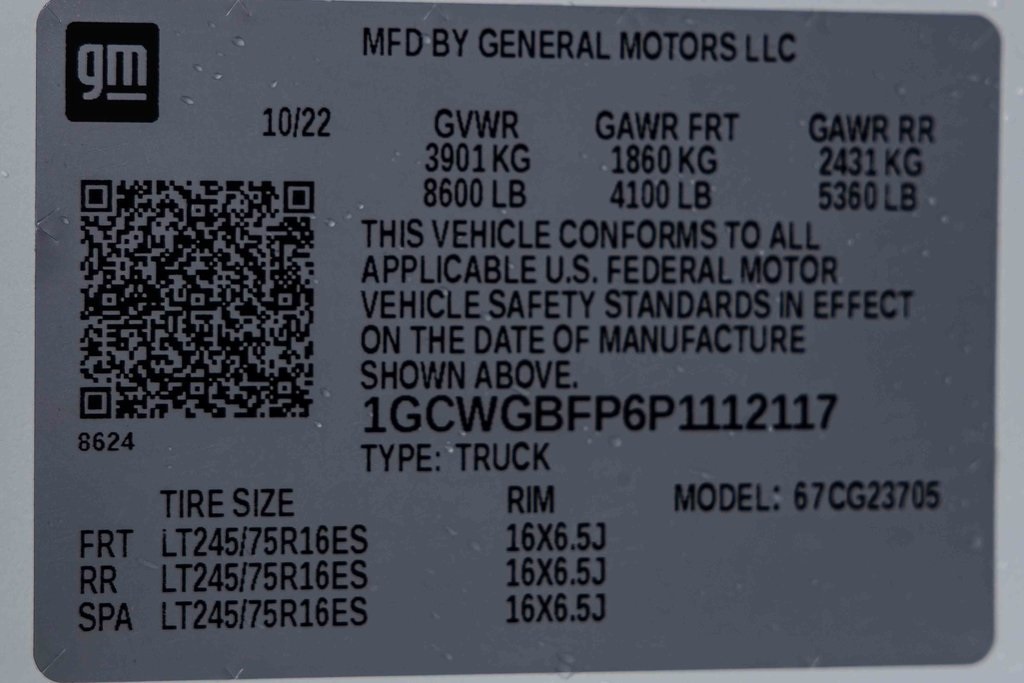 gm
MFD BY GENERAL MOTORS LLC
10/22 GVWR GAWR FRT GAWR RR
3901 KG 1860 KG 2431 KG
8600 LB 4100 LB 5360 LB
THIS VEHICLE CONFORMS TO ALL
APPLICABLE U.S. FEDERAL MOTOR
VEHICLE SAFETY STANDARDS IN EFFECT
ON THE DATE OF MANUFACTURE
SHOWN ABOVE.
1GCWGBFP6P1112117
8624
TYPE: TRUCK
TIRE SIZE RIM MODEL: 67CG23705
FRT LT245/75R16ES 16X6.5J
RR LT245/75R16ES 16X6.5J
SPA LT245/75R16ES 16X6.5J